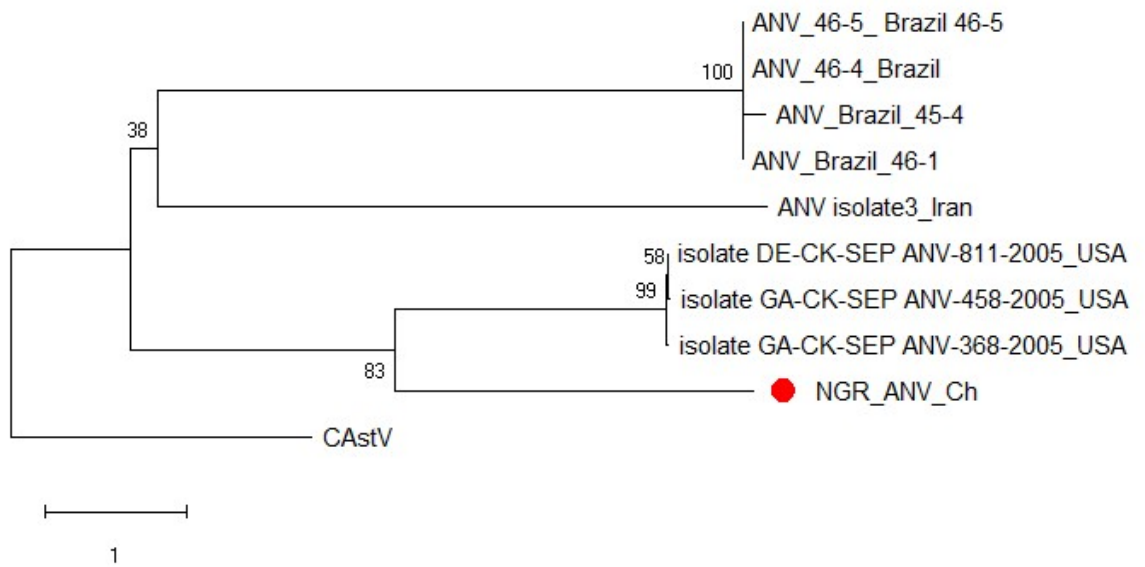 ANV_46-5_ Brazil 46-5
100
ANV_46-4_Brazil
38
ANV_Brazil_45-4
ANV_Brazil_46-1
ANV isolate3_Iran
58
isolate DE-CK-SEP ANV-811-2005_USA
99
isolate GA-CK-SEP ANV-458-2005_USA
isolate GA-CK-SEP ANV-368-2005_USA
83
NGR_ANV_Ch
CAstV
1